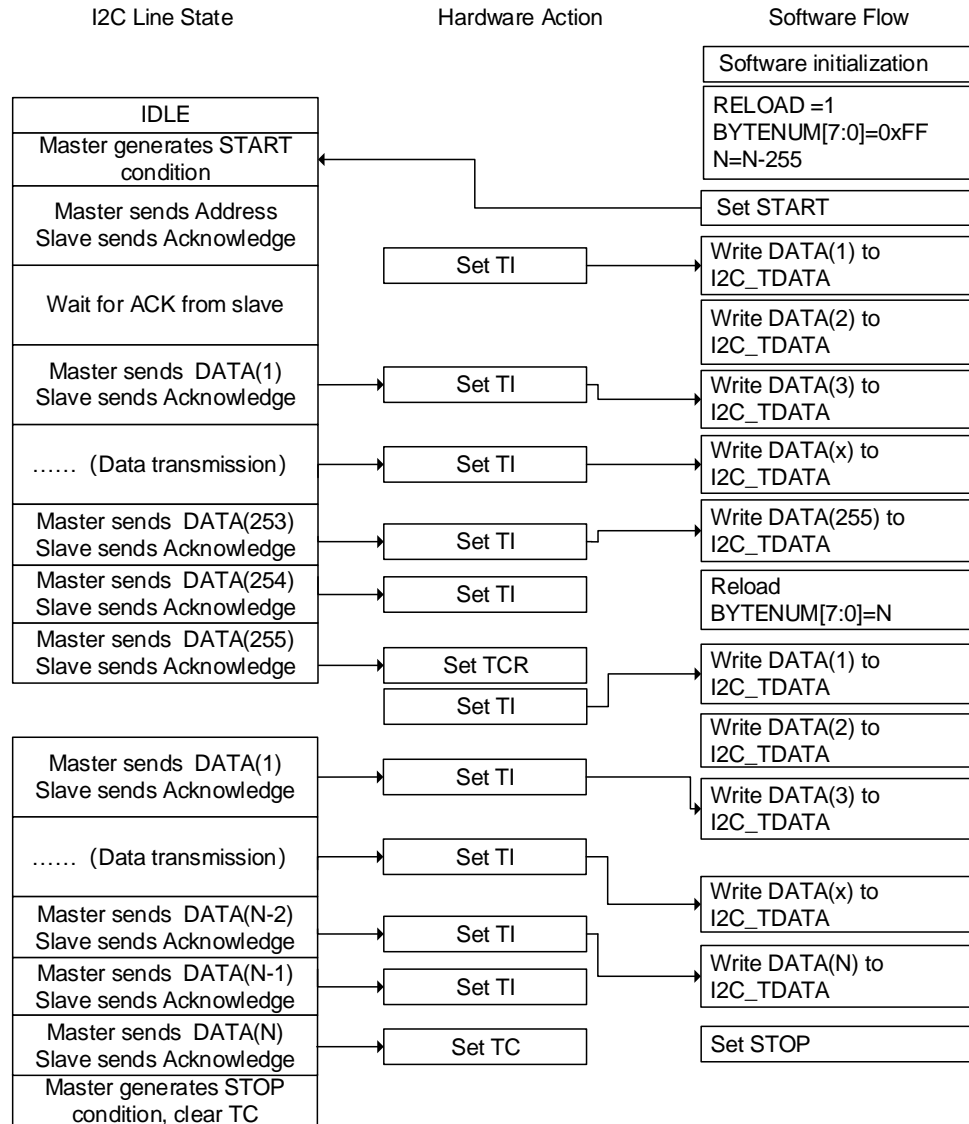 I2C Line State
Hardware Action
Software Flow
Software initialization
RELOAD =1
BYTENUM[7:0]=0xFF
N=N-255
IDLE
Master generates START
condition
Set START
Master sends Address
Slave sends Acknowledge
Set TI
Write DATA(1) to
I2C_TDATA
Wait for ACK from slave
Write DATA(2) to
I2C_TDATA
Master sends DATA(1)
Slave sends Acknowledge
Set TI
Write DATA(3) to
I2C_TDATA
…… (Data transmission)
Set TI
Write DATA(x) to
I2C_TDATA
Master sends DATA(253)
Slave sends Acknowledge
Set TI
Write DATA(255) to
I2C_TDATA
Master sends DATA(254)
Slave sends Acknowledge
Set TI
Reload
BYTENUM[7:0]=N
Master sends DATA(255)
Slave sends Acknowledge
Set TCR
Set TI
Write DATA(1) to
I2C_TDATA
Write DATA(2) to
I2C_TDATA
Master sends DATA(1)
Slave sends Acknowledge
Set TI
Write DATA(3) to
I2C_TDATA
…… (Data transmission)
Set TI
Write DATA(x) to
I2C_TDATA
Master sends DATA(N-2)
Slave sends Acknowledge
Set TI
Write DATA(N) to
I2C_TDATA
Master sends DATA(N-1)
Slave sends Acknowledge
Set TI
Master sends DATA(N)
Slave sends Acknowledge
Set TC
Set STOP
Master generates STOP
condition, clear TC